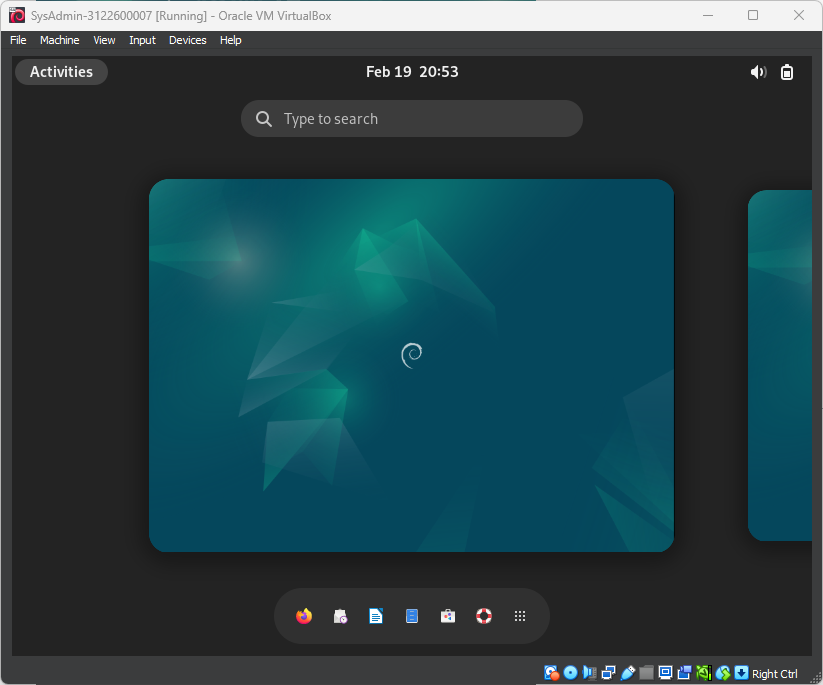 SysAdmin-3122600007 [Running] - Oracle VM VirtualBox
File Machine View Input Devices Help
Activities
Feb 19 20:53
Type to search
Right Ctrl